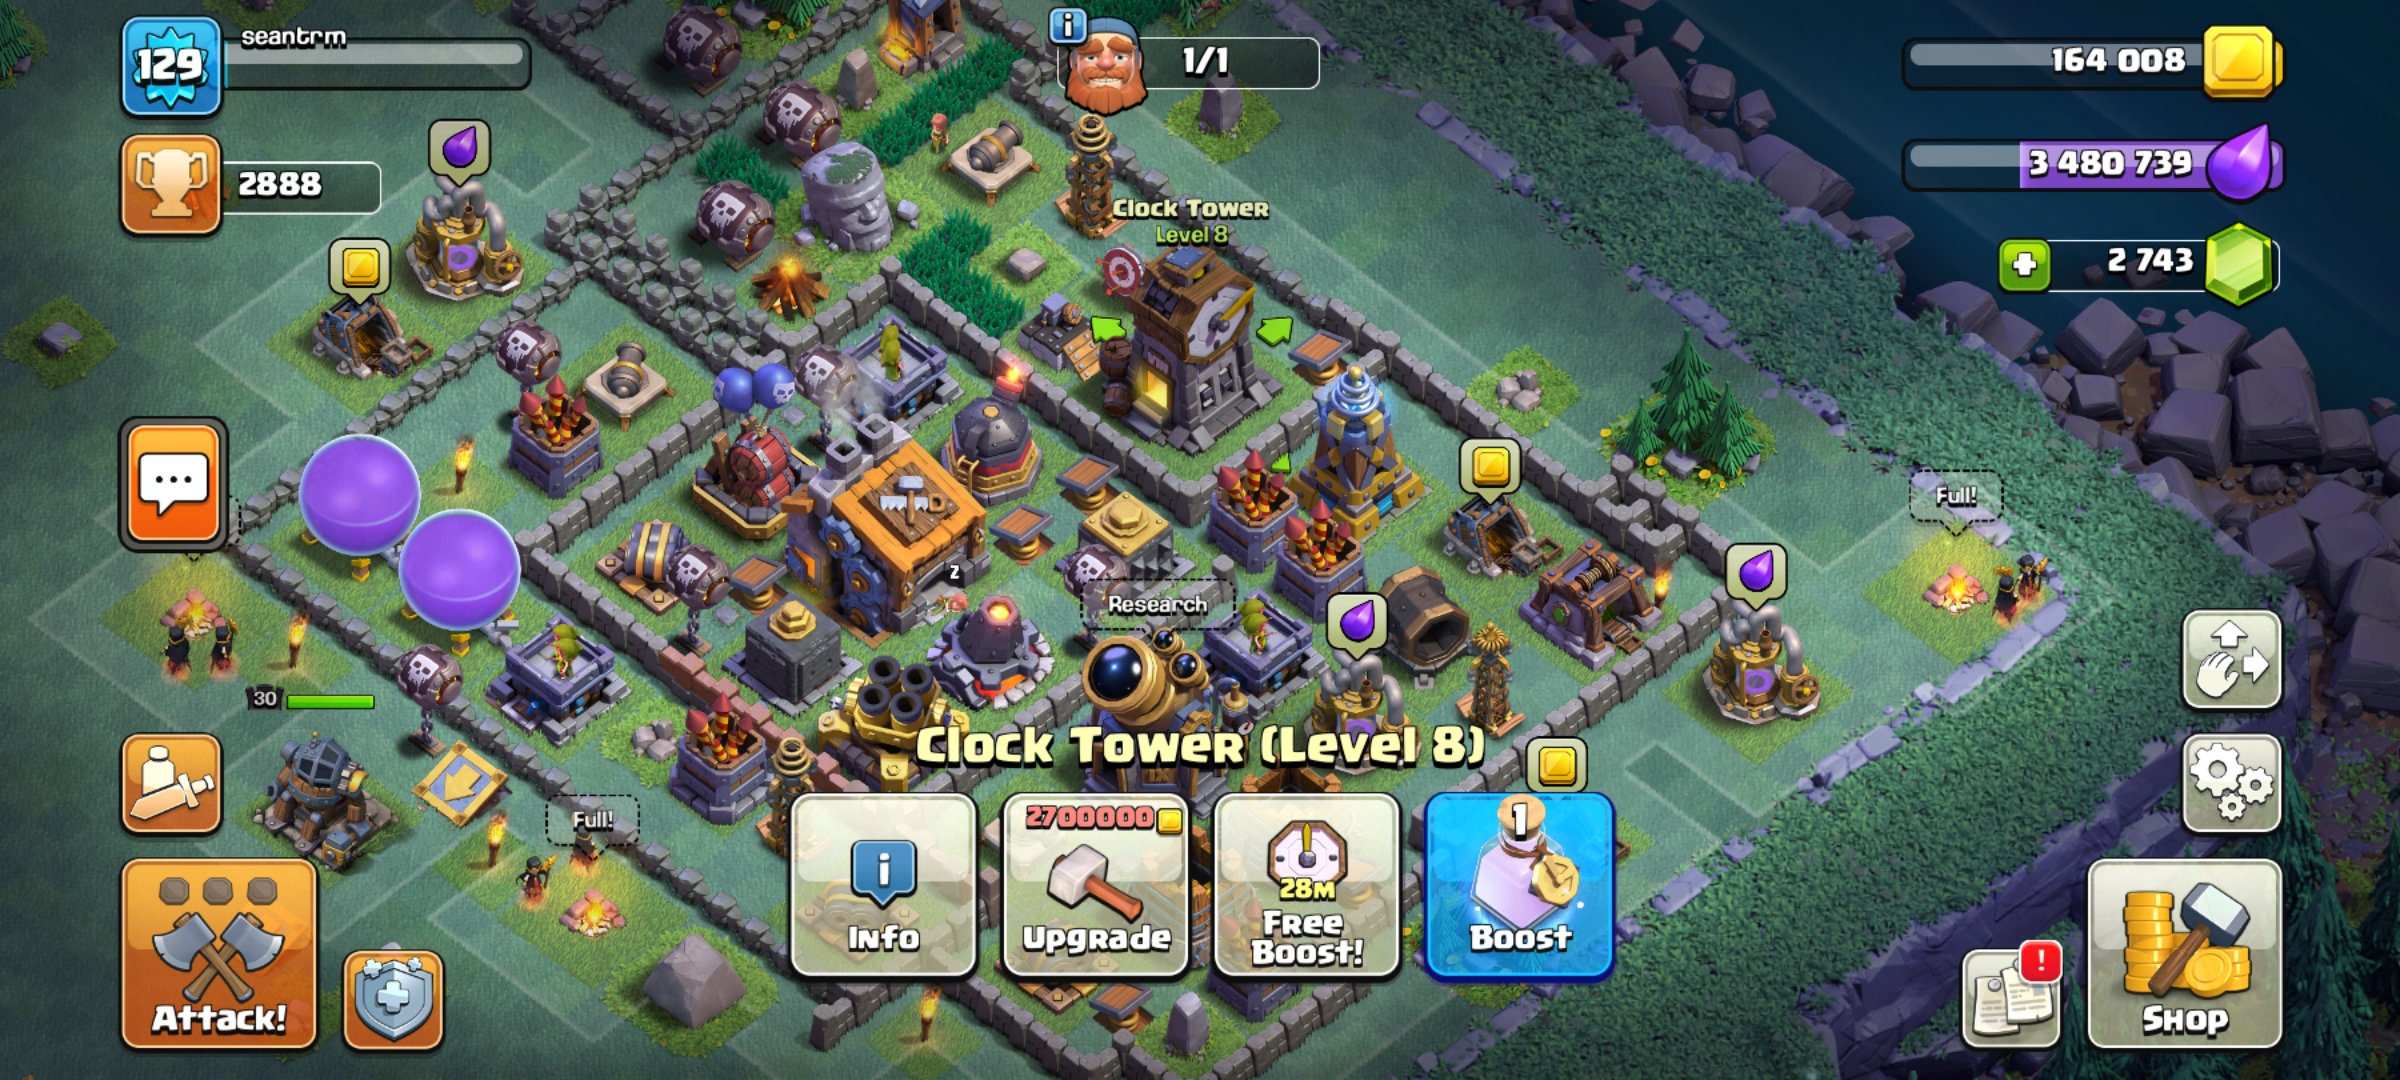 129
seantrm
1/1
164 008
2888
3 480 739
2 743
Clock Tower
Level 8
Full!
z
Research
30
Clock Tower (Level 8)
Full!
Info
2700000
Upgrade
28M
Free
Boost!
1
Boost
Attack!
!
Shop